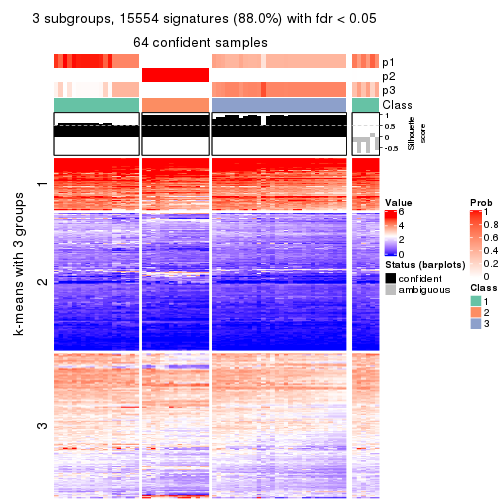 3 subgroups, 15554 signatures (88.0%) with fdr < 0.05
64 confident samples
p1
p2
p3
Class
1
0.5
0
-0.5
Silhouette
score
k-means with 3 groups
1
2
3
Value
6
4
2
0
Status (barplots)
confident
ambiguous
Prob
1
0.8
0.6
0.4
0.2
0
Class
1
2
3